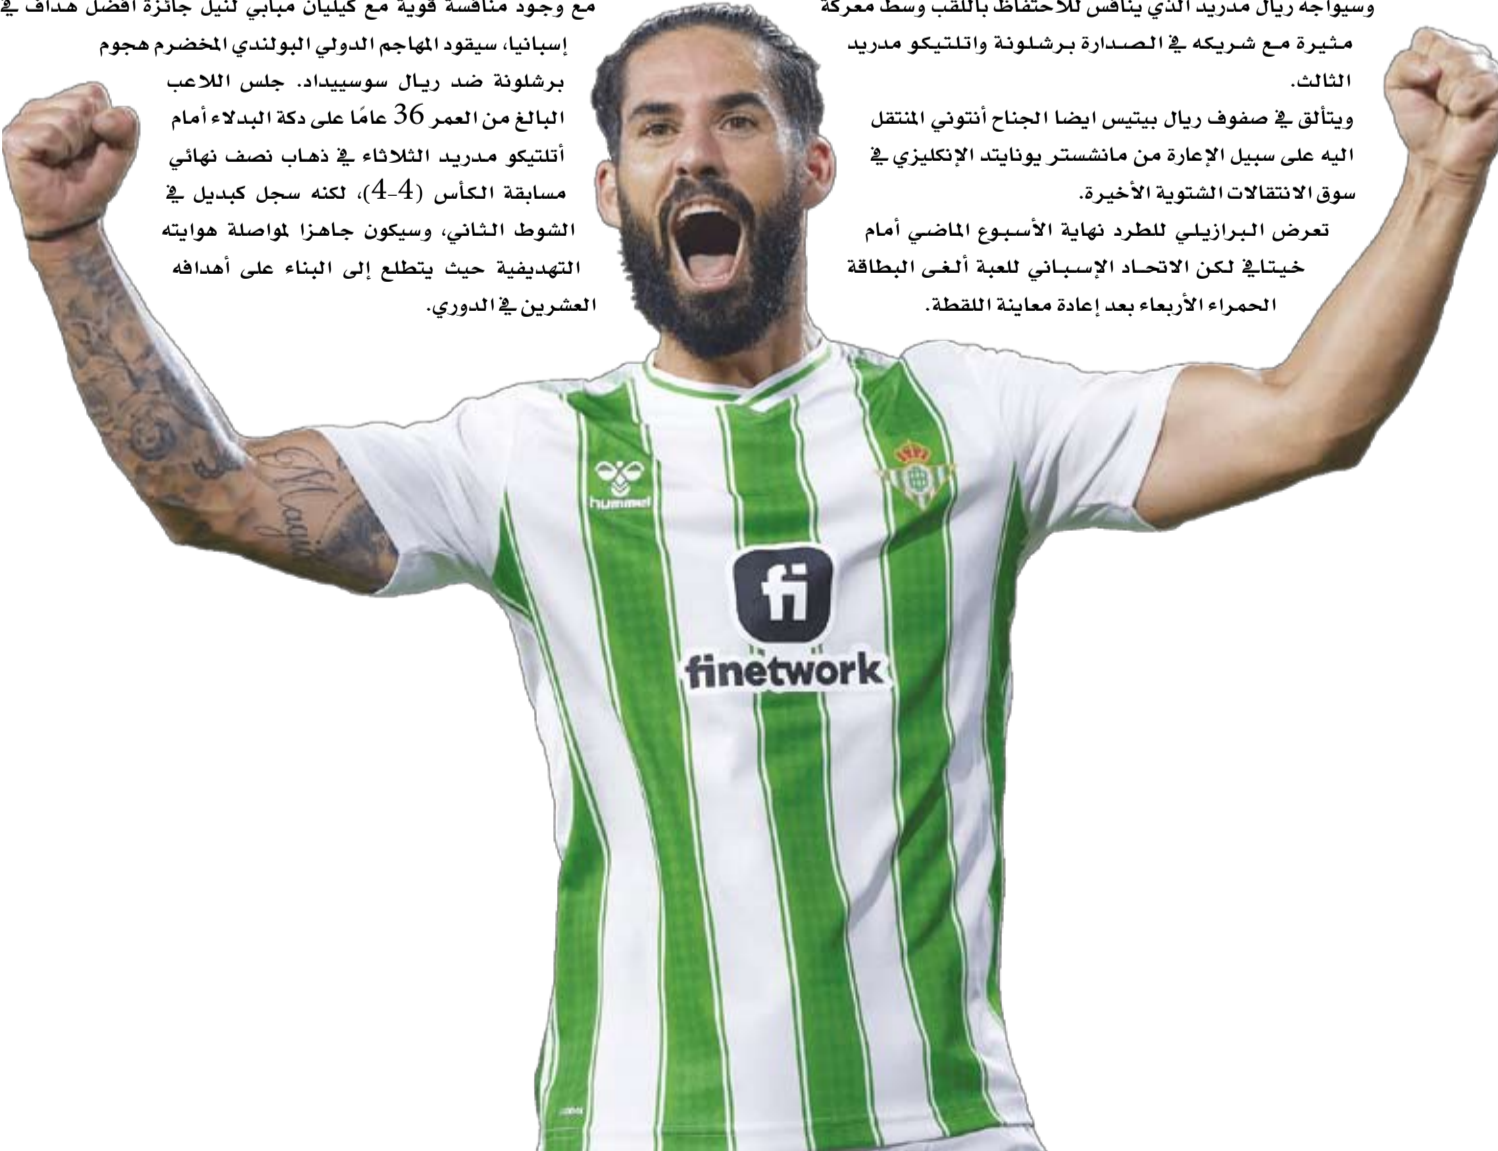 وسيواجه ريال مدريد الذي ينافس للاحتفاظ باللقب وسط معركة
مثيرة مع شريكه في الصدارة برشلونة واتلتيكو مدريد
الثالث.
ويتألق في صفوف ريال بيتيس ايضا الجناح أنتوني المنتقل
اليه على سبيل الإعارة من مانشستر يونايتد الإنكليزي في
سوق الانتقالات الشتوية الأخيرة.
تعرض البرازيلي للطرد نهاية الأسبوع الماضي أمام
خيتافي لكن الاتحاد الإسباني للعبة ألغى البطاقة
الحمراء الأربعاء بعد إعادة معاينة اللقطة.
مع وجود منافسة قوية مع كيليان مبابي لنيل جائزة افضل هداف في
إسبانيا، سيقود المهاجم الدولي البولندي المخضرم هجوم
برشلونة ضد ريال سوسييداد. جلس اللاعب
البالغ من العمر 36 عامًا على دكة البدلاء أمام
أتلتيكو مدريد الثلاثاء في ذهاب نصف نهائي
مسابقة الكأس (4-4)، لكنه سجل كبديل في
الشوط الثاني، وسيكون جاهزا لمواصلة هوايته
التهديفية حيث يتطلع إلى البناء على أهدافه
العشرين في الدوري.
hummel
fi
finetwork